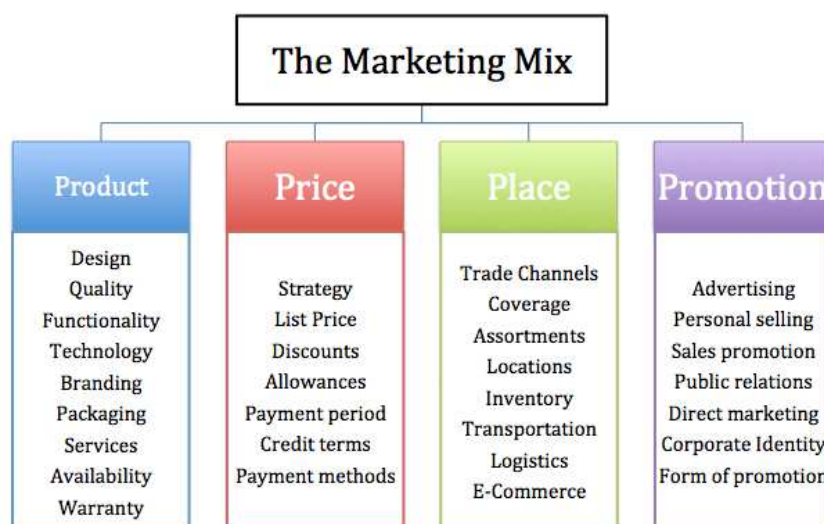 The Marketing Mix
Product
Design
Quality
Functionality
Technology
Branding
Packaging
Services
Availability
Warranty
Price
Strategy
List Price
Discounts
Allowances
Payment period
Credit terms
Payment methods
Place
Trade Channels
Coverage
Assortments
Locations
Inventory
Transportation
Logistics
E-Commerce
Promotion
Advertising
Personal selling
Sales promotion
Public relations
Direct marketing
Corporate Identity
Form of promotion